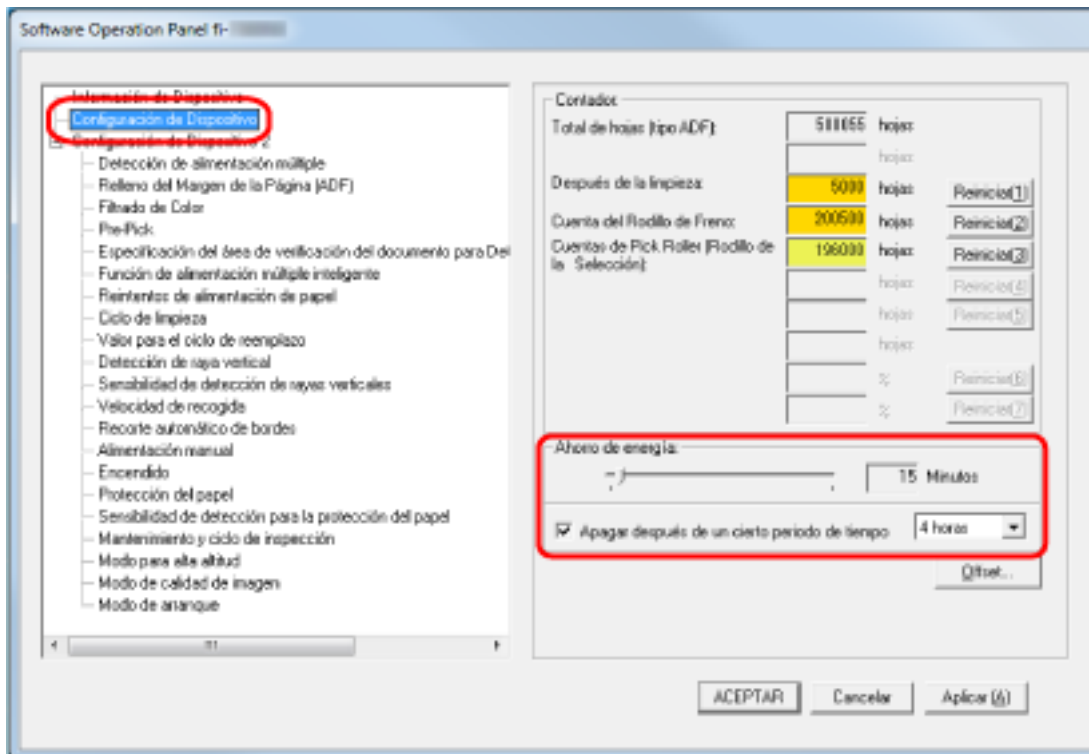 Software Operation Panel fi-
Información de Dispositivo
Configuración de Dispositivo
Configuración de Dispositivo 2
Detección de alimentación múltiple
Relleno del Margen de la Página (ADF)
Filtrado de Color
Pre-Pick
Especificación del área de verificación del documento para Det
Función de alimentación múltiple inteligente
Reintentos de alimentación de papel
Ciclo de limpieza
Valor para el ciclo de reemplazo
Detección de raya vertical
Sensibilidad de detección de rayas verticales
Velocidad de recogida
Recorte automático de bordes
Alimentación manual
Encendido
Protección del papel
Sensibilidad de detección para la protección del papel
Mantenimiento y ciclo de inspección
Modo para alta altitud
Modo de calidad de imagen
Modo de arranque
Contador
Total de hojas (tipo ADF): 500055 hojas
hojas
Después de la limpieza: 5000 hojas Reiniciar(1)
Cuenta del Rodillo de Freno: 200500 hojas Reiniciar(2)
Cuentas de Pick Roller (Rodillo de la Selección): 196000 hojas Reiniciar(3)
hojas Reiniciar(4)
hojas Reiniciar(5)
hojas
% Reiniciar(6)
% Reiniciar(7)
Ahorro de energía:
15 Minutos
Apagar después de un cierto periodo de tiempo 4 horas
Offset...
ACEPTAR Cancelar Aplicar (A)